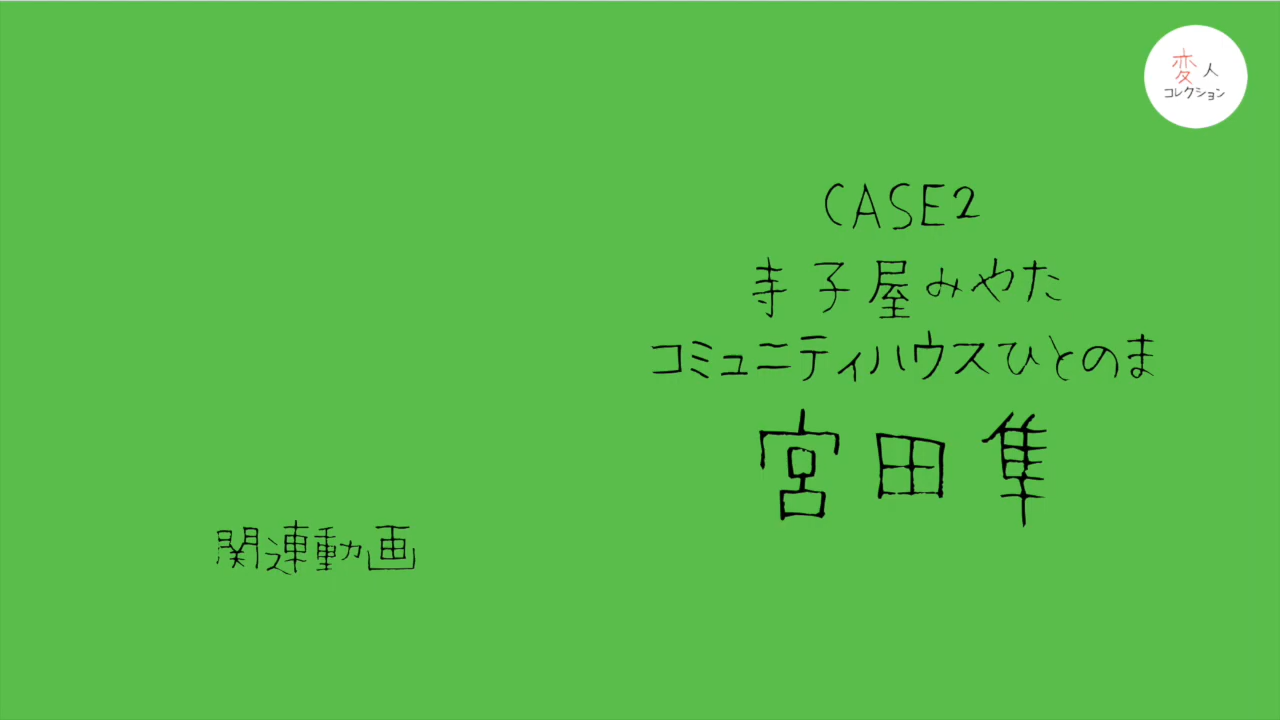 変人
コレクション
CASE2
寺子屋みやた
コミュニティハウスひとのま
宮田隼
関連動画